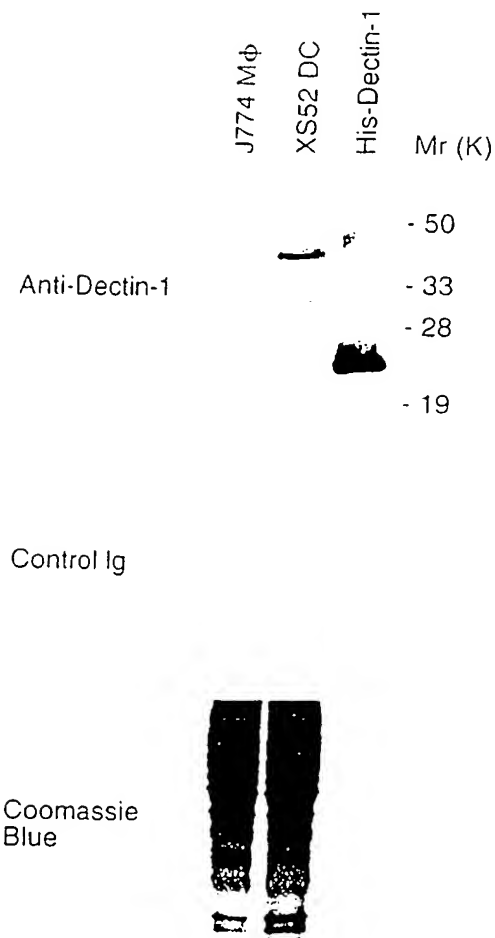 J774 Mϕ
XS52 DC
His-Dectin-1
Mr (K)
- 50
Anti-Dectin-1
- 33
- 28
- 19
Control Ig
Coomassie
Blue